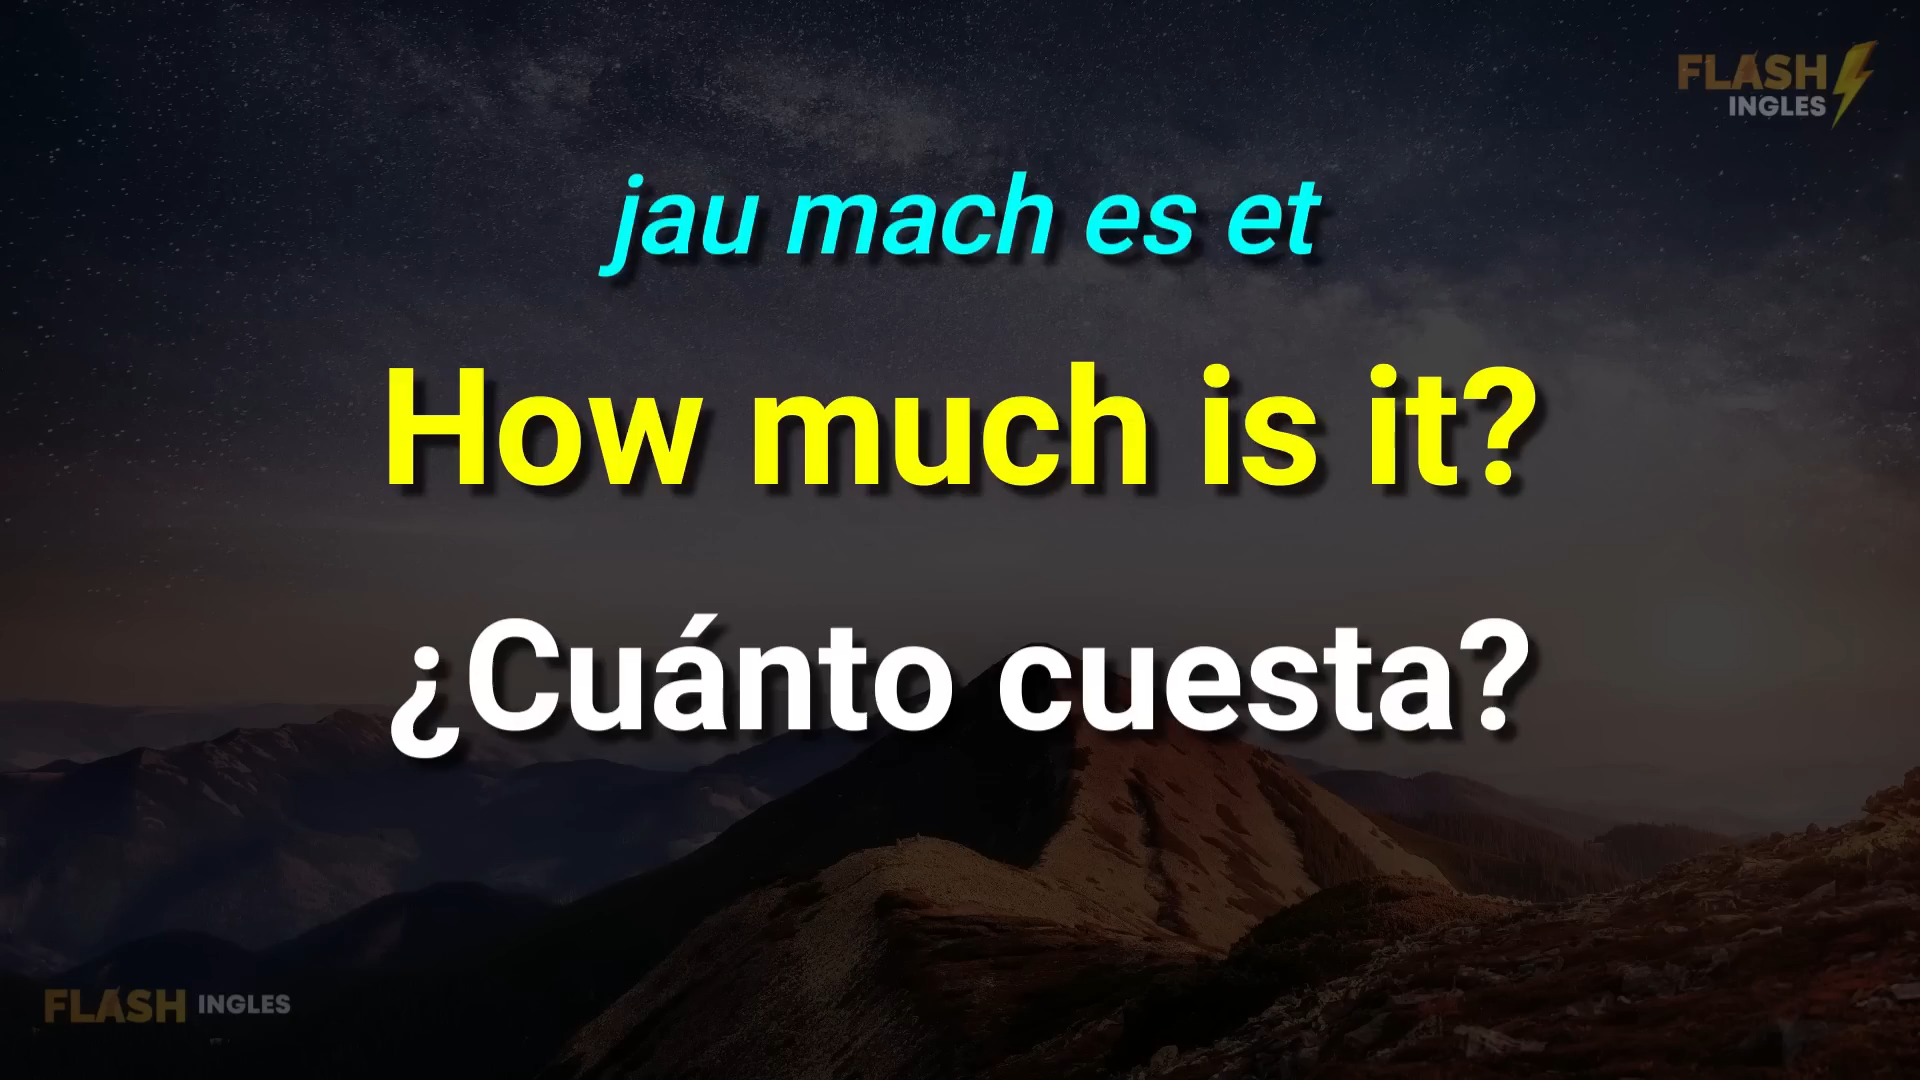 FLASH
INGLES
jau mach es et
How much is it?
¿Cuánto cuesta?
FLASH INGLES